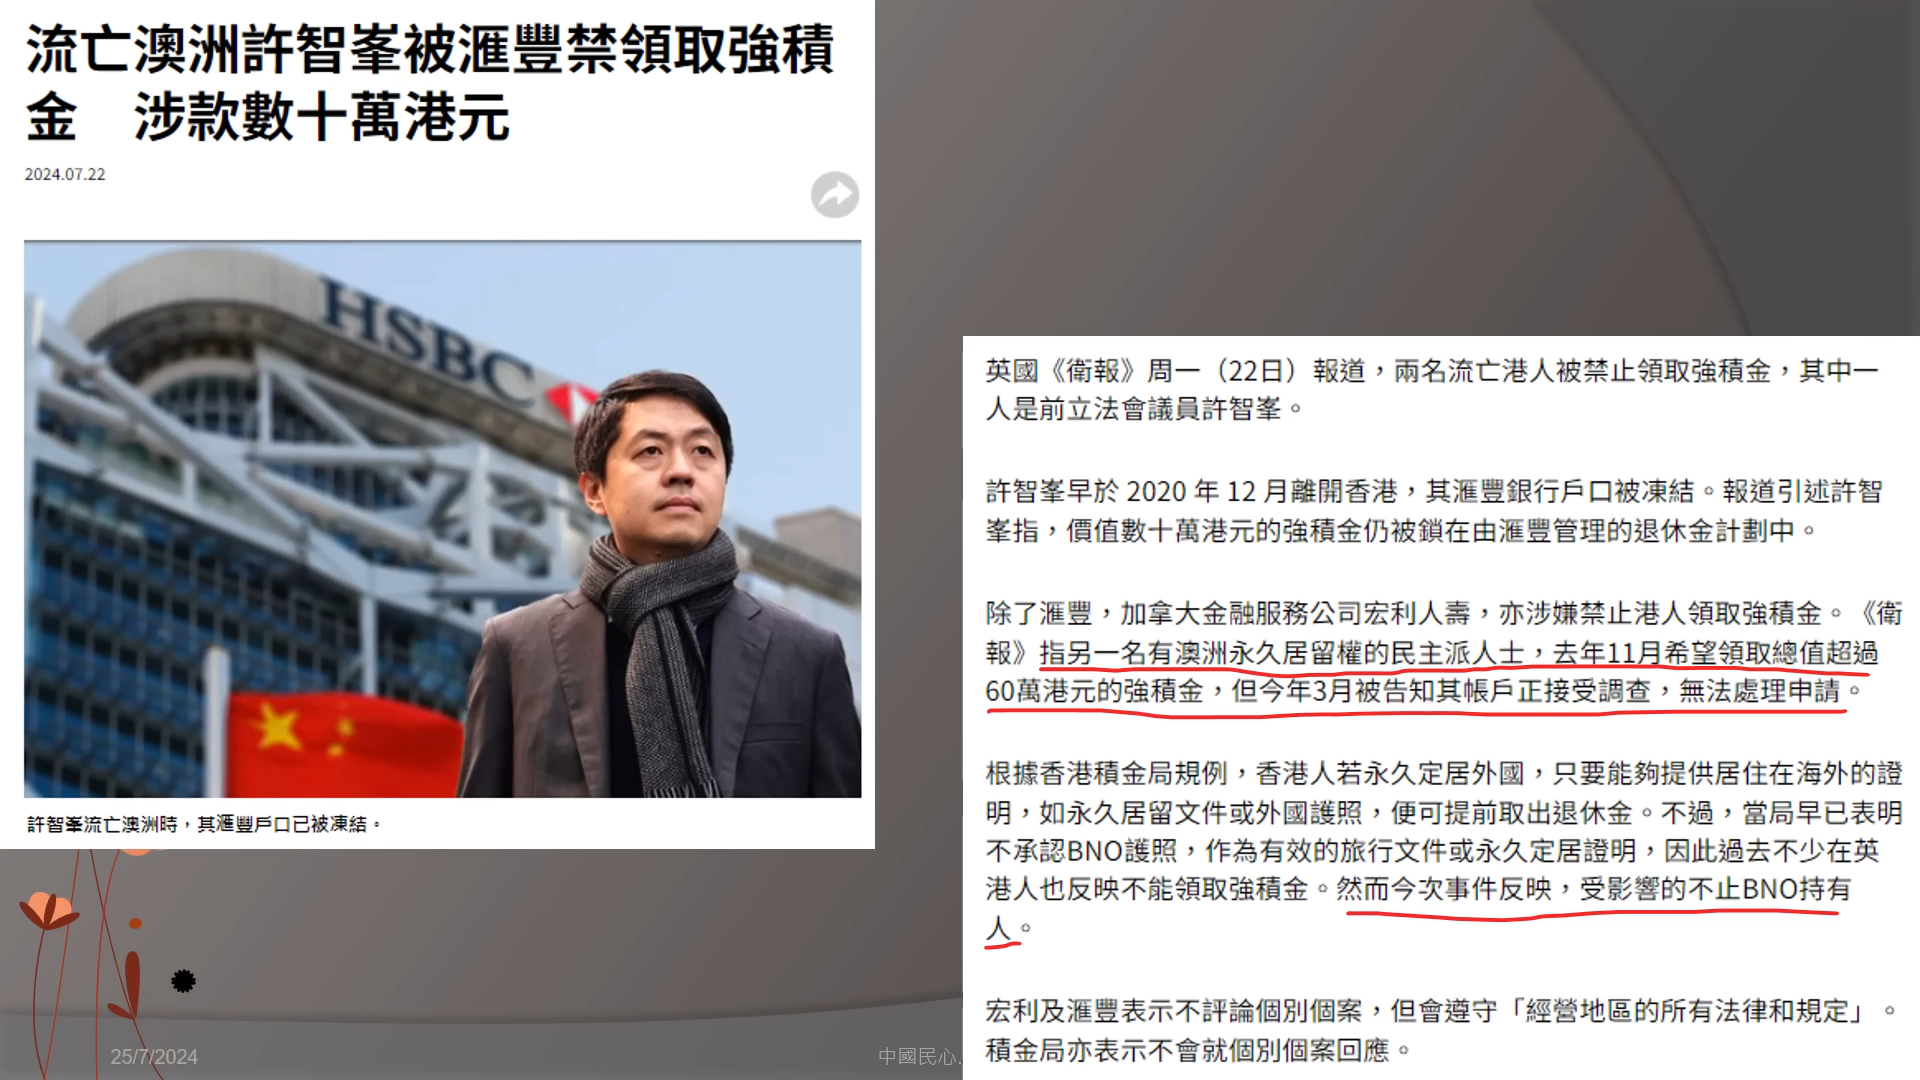 流亡澳洲許智峯被滙豐禁領取強積
金　涉款數十萬港元
2024.07.22
HSBC
許智峯流亡澳洲時，其滙豐戶口已被凍結。
英國《衛報》周一（22日）報道，兩名流亡港人被禁止領取強積金，其中一
人是前立法會議員許智峯。
許智峯早於 2020 年 12 月離開香港，其滙豐銀行戶口被凍結。報道引述許智
峯指，價值數十萬港元的強積金仍被鎖在由滙豐管理的退休金計劃中。
除了滙豐，加拿大金融服務公司宏利人壽，亦涉嫌禁止港人領取強積金。《衛
報》指另一名有澳洲永久居留權的民主派人士，去年11月希望領取總值超過
60萬港元的強積金，但今年3月被告知其帳戶正接受調查，無法處理申請。
根據香港積金局規例，香港人若永久定居外國，只要能夠提供居住在海外的證
明，如永久居留文件或外國護照，便可提前取出退休金。不過，當局早已表明
不承認BNO護照，作為有效的旅行文件或永久定居證明，因此過去不少在英
港人也反映不能領取強積金。然而今次事件反映，受影響的不止BNO持有
人。
宏利及滙豐表示不評論個別個案，但會遵守「經營地區的所有法律和規定」。
積金局亦表示不會就個別個案回應。
25/7/2024
中國民心.